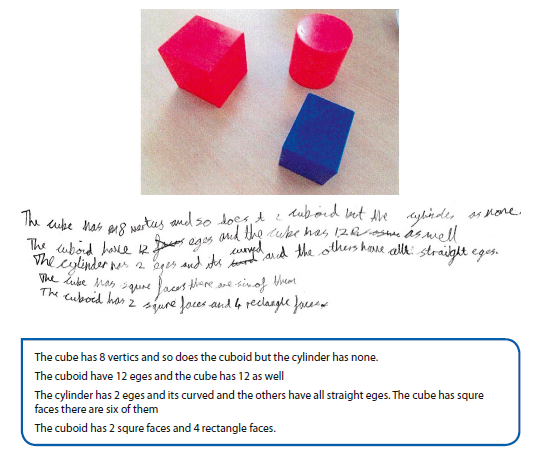 The cube has 8 vertics and so does a cuboid but the cylinder as none.
The cuboid have 12 eges and the cube has 12 as well
The cylinder has 2 eges and its curved and the others have all straight eges.
The cube has squre faces there are six of them
The cuboid has 2 squre faces and 4 reclangle faces.
The cube has 8 vertics and so does the cuboid but the cylinder has none.
The cuboid have 12 eges and the cube has 12 as well
The cylinder has 2 eges and its curved and the others have all straight eges. The cube has squre
faces there are six of them
The cuboid has 2 squre faces and 4 rectangle faces.